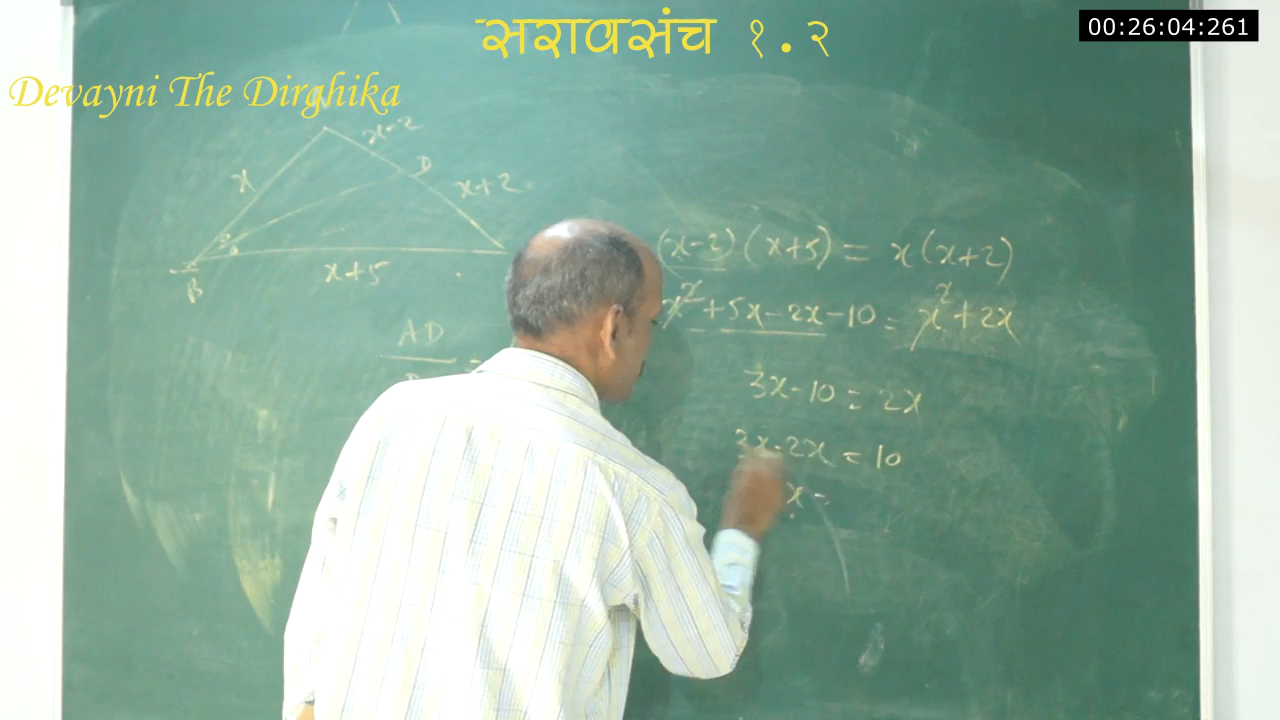 सरावसंच १.२
00:26:04:261
Devayni The Dirghika
x-2
D
x
x+2
B
x+5
AD
(x-2)(x+5) = x(x+2)
x²+5x-2x-10 = x²+2x
3x-10 = 2x
3x-2x = 10
x =